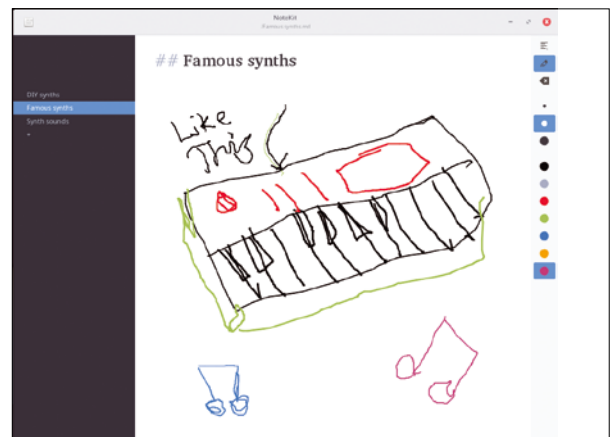 NoteKit
Famous synths.md
## Famous synths
DIY synths
Famous synths
Synth sounds
Like
This